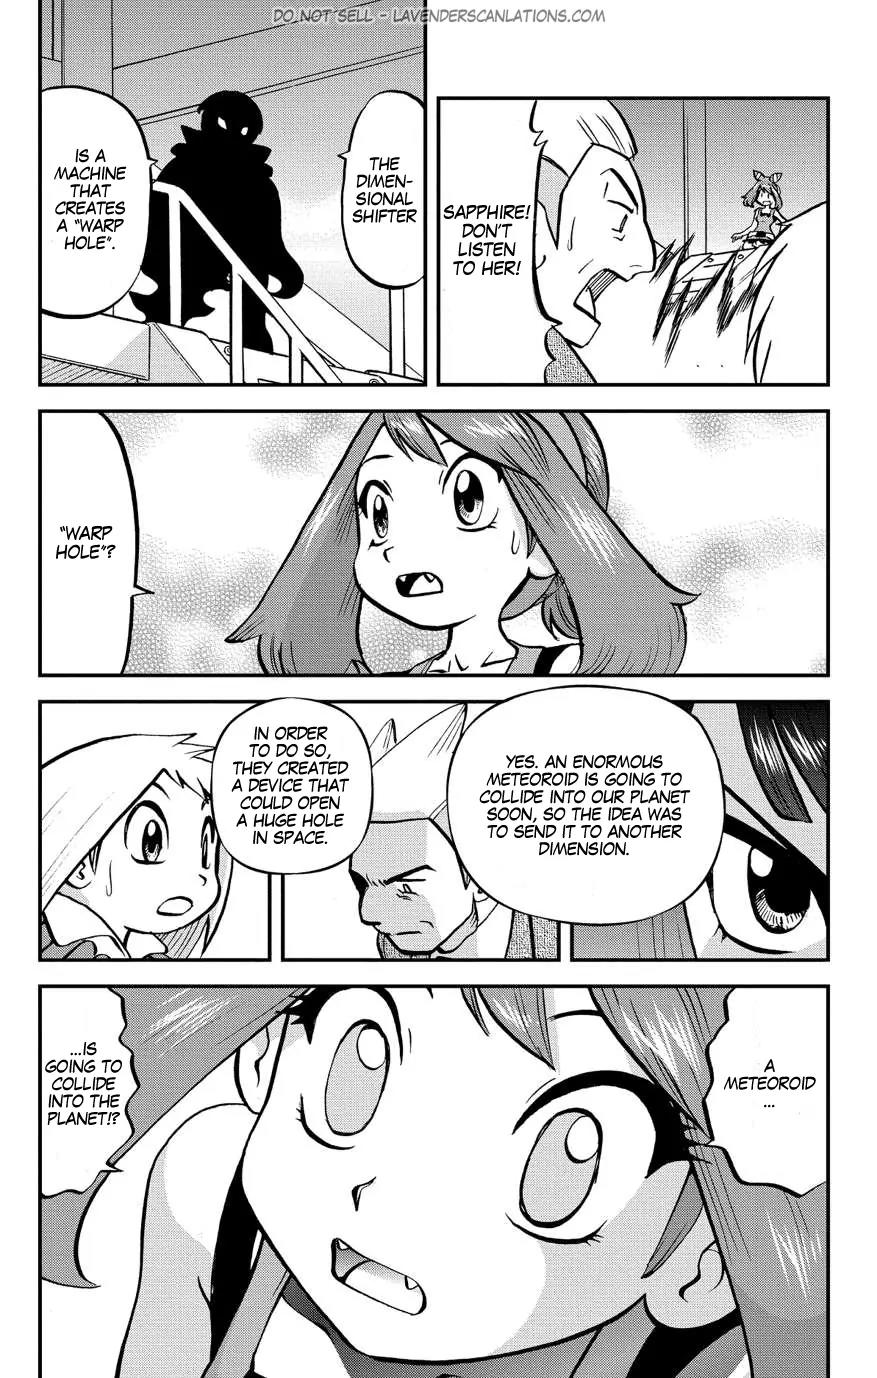 DO NOT SELL - LAVENDERSCANLATIONS.COM
SAPPHIRE!
DON'T
LISTEN
TO HER!
THE
DIMEN-
SIONAL
SHIFTER
IS A
MACHINE
THAT
CREATES
A "WARP
HOLE".
"WARP
HOLE"?
YES. AN ENORMOUS
METEOROID IS GOING TO
COLLIDE INTO OUR PLANET
SOON, SO THE IDEA WAS
TO SEND IT TO ANOTHER
DIMENSION.
IN ORDER
TO DO SO,
THEY CREATED
A DEVICE THAT
COULD OPEN
A HUGE HOLE
IN SPACE.
A
METEOROID
...
...IS
GOING TO
COLLIDE
INTO THE
PLANET!?